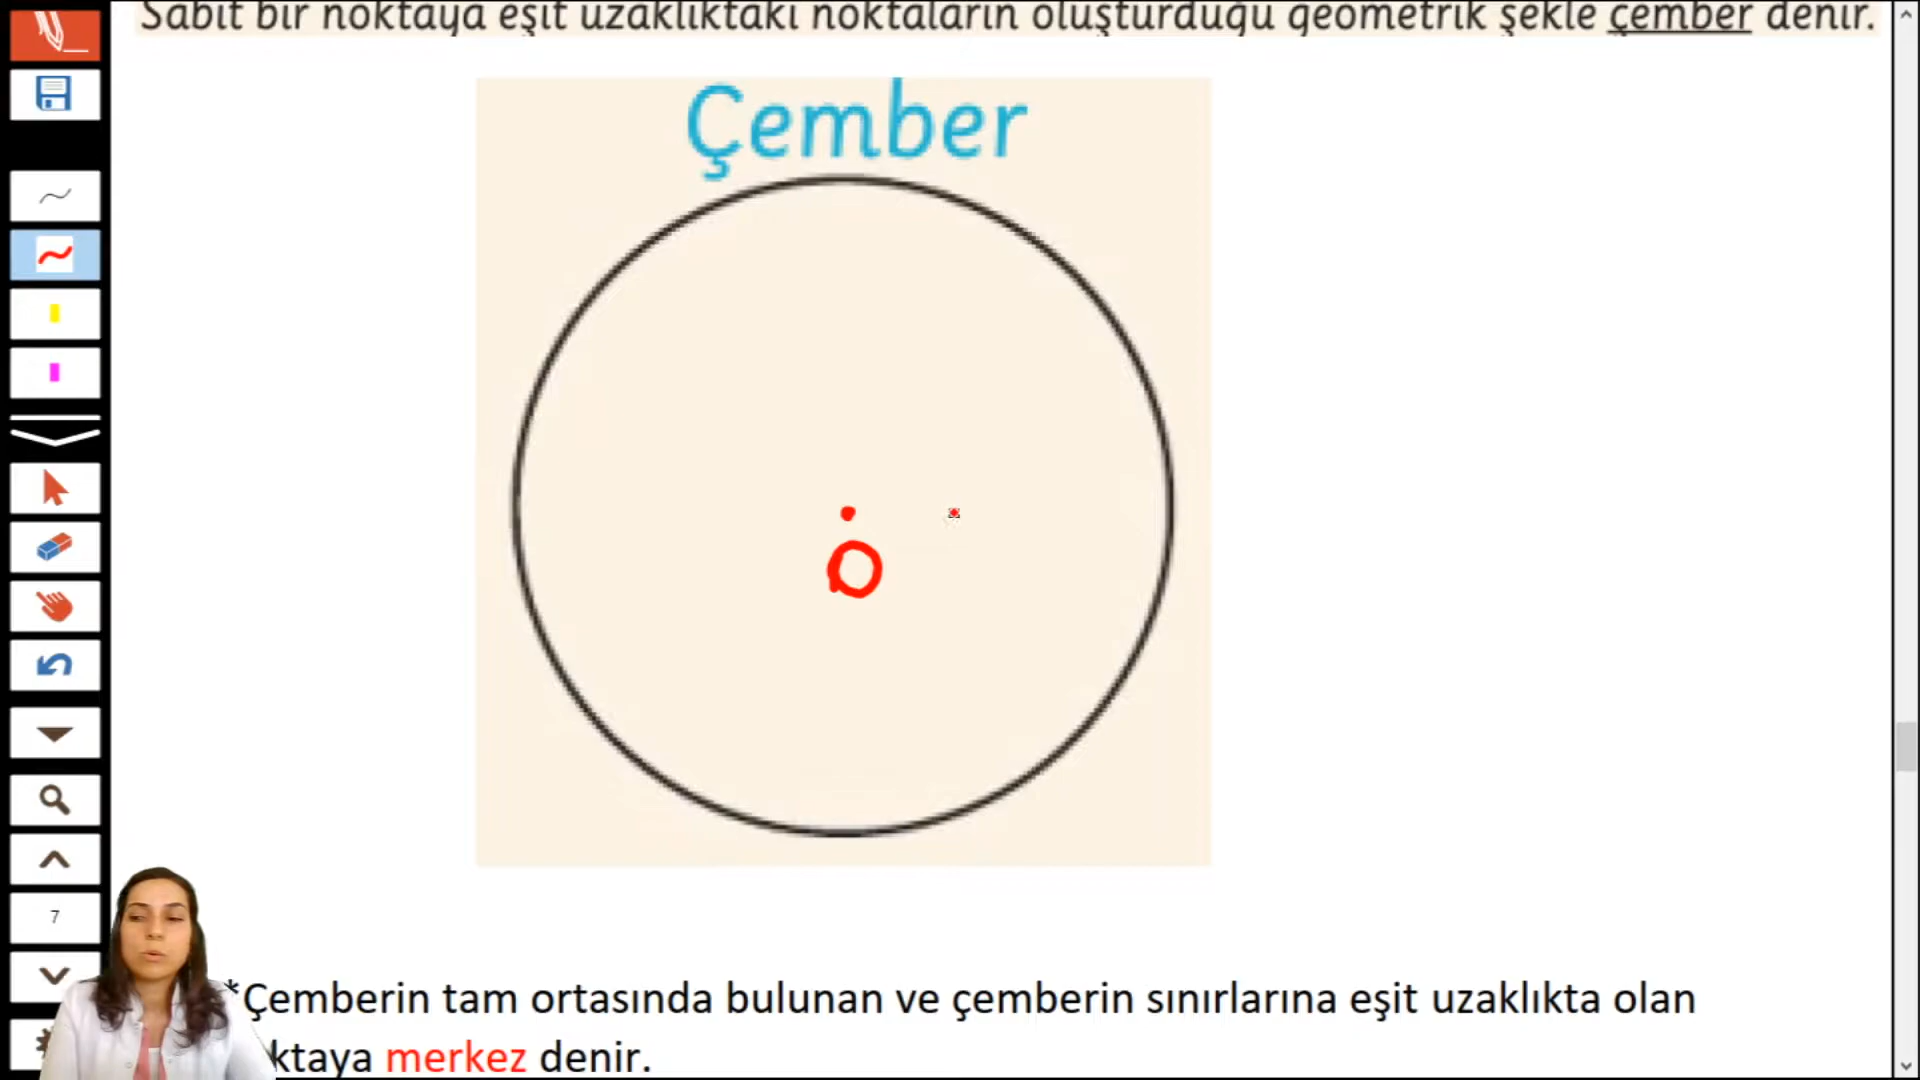 Sabit bir noktaya eşit uzaklıktaki noktaların oluşturduğu geometrik şekle çember denir.
Çember
O
7
*Çemberin tam ortasında bulunan ve çemberin sınırlarına eşit uzaklıkta olan
ktaya merkez denir.